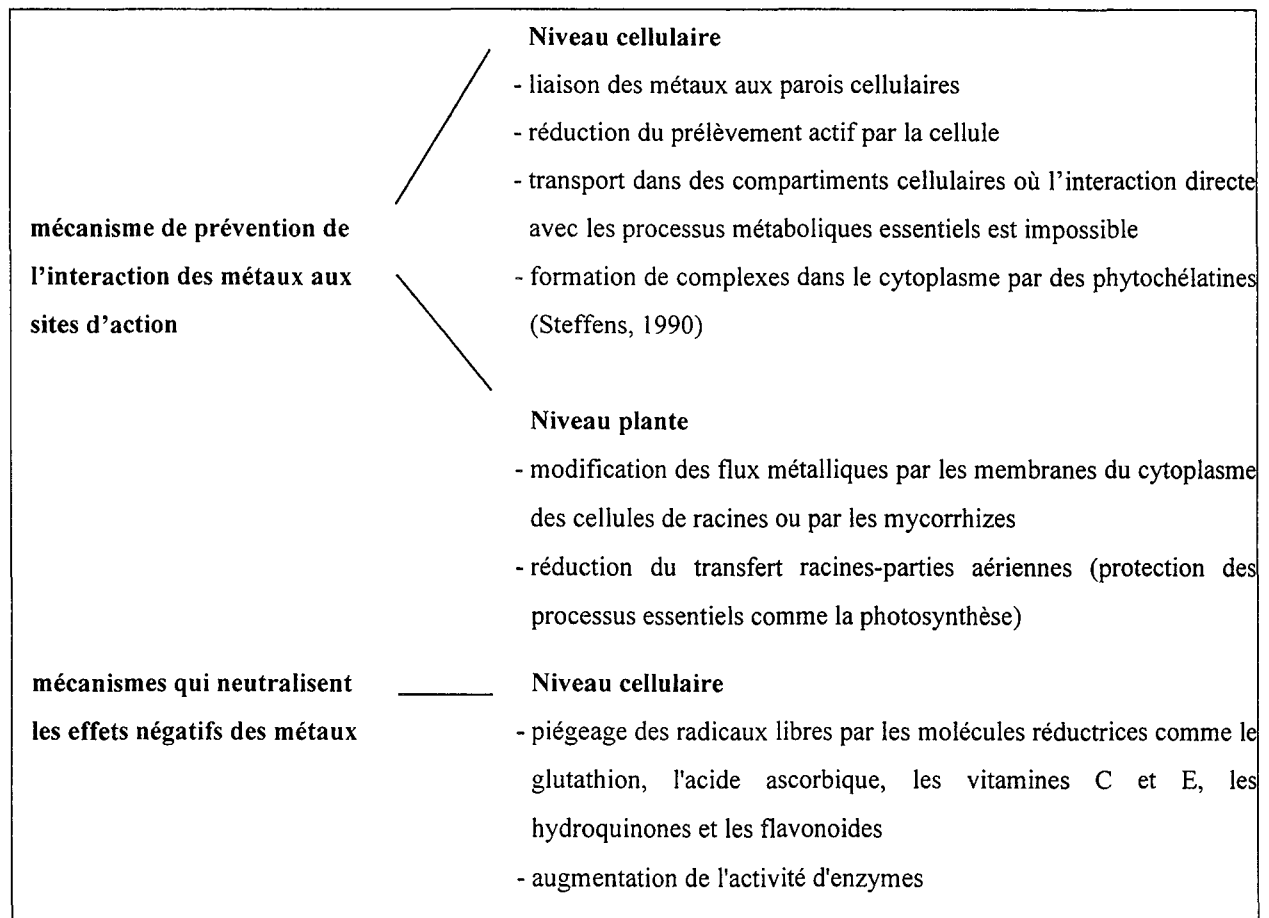 Niveau cellulaire
- liaison des métaux aux parois cellulaires
- réduction du prélèvement actif par la cellule
- transport dans des compartiments cellulaires où l'interaction directe
avec les processus métaboliques essentiels est impossible
- formation de complexes dans le cytoplasme par des phytochélatines
(Steffens, 1990)
mécanisme de prévention de
l'interaction des métaux aux
sites d'action
Niveau plante
- modification des flux métalliques par les membranes du cytoplasme
des cellules de racines ou par les mycorrhizes
- réduction du transfert racines-parties aériennes (protection des
processus essentiels comme la photosynthèse)
mécanismes qui neutralisent
les effets négatifs des métaux
Niveau cellulaire
- piégeage des radicaux libres par les molécules réductrices comme le
glutathion, l'acide ascorbique, les vitamines C et E, les
hydroquinones et les flavonoides
- augmentation de l'activité d'enzymes